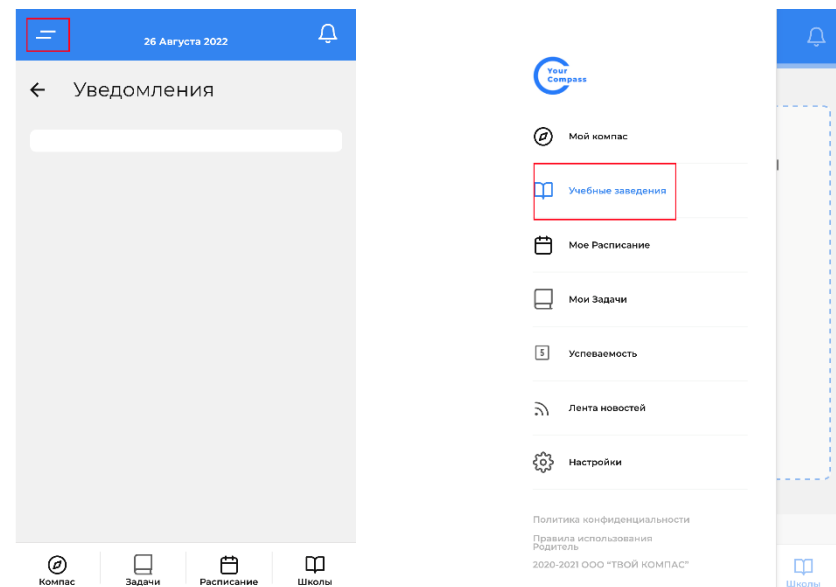 26 Августа 2022
Уведомления
Компас
Задачи
Расписание
Школы
Your
Compass
Мой компас
Учебные заведения
Мое Расписание
Мои Задачи
5
Успеваемость
Лента новостей
Настройки
Политика конфиденциальности
Правила использования
Родитель
2020-2021 ООО “ТВОЙ КОМПАС”
Школы